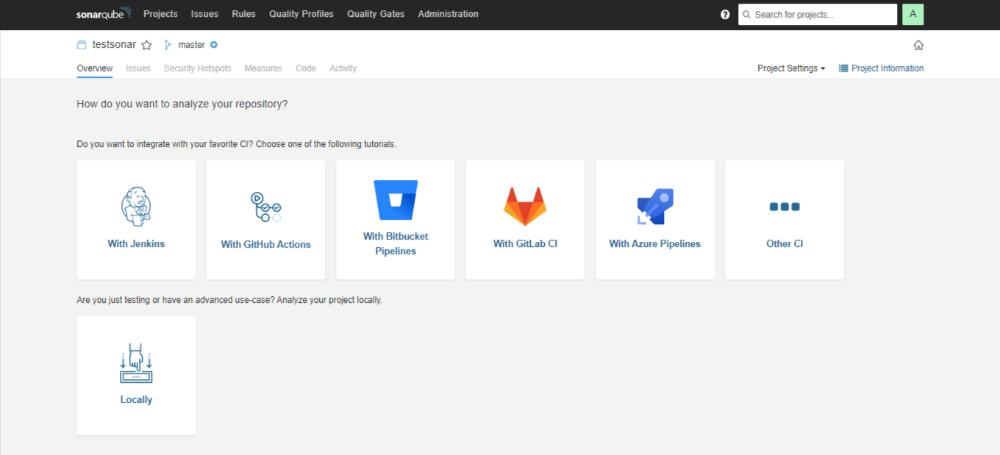 sonarqube Projects Issues Rules Quality Profiles Quality Gates Administration ? Search for projects... A
testsonar master
Overview Issues Security Hotspots Measures Code Activity Project Settings Project Information
How do you want to analyze your repository?
Do you want to integrate with your favorite CI? Choose one of the following tutorials.
With Jenkins
With GitHub Actions
With Bitbucket
Pipelines
With GitLab CI
With Azure Pipelines
Other CI
Are you just testing or have an advanced use-case? Analyze your project locally.
Locally